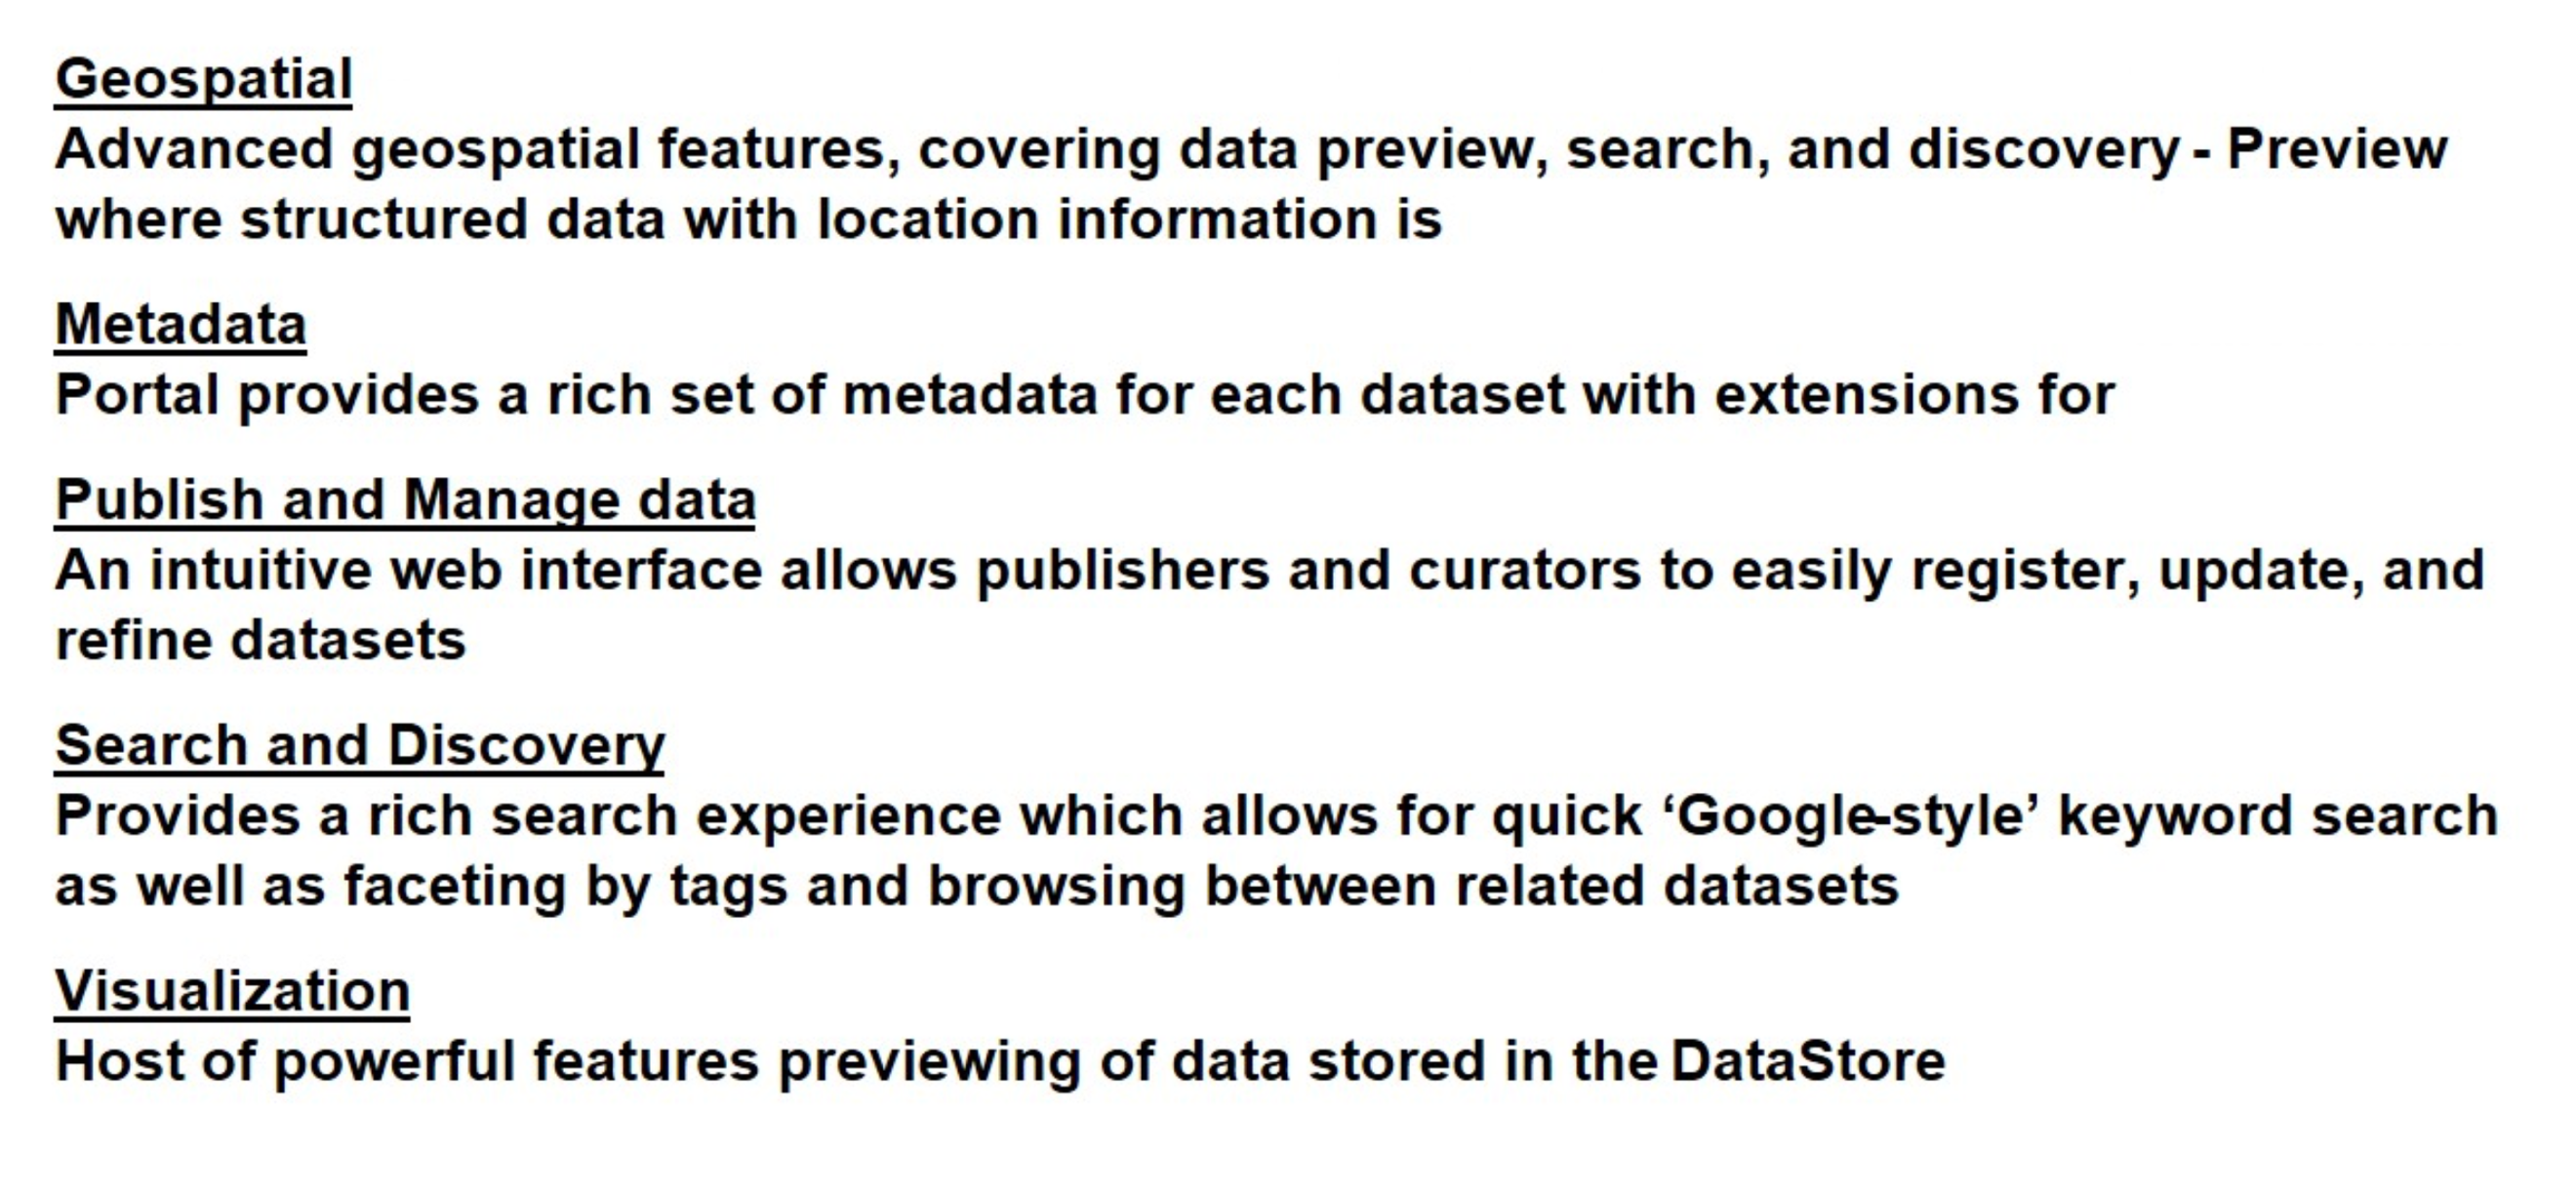 Geospatial
Advanced geospatial features, covering data preview, search, and discovery - Preview
where structured data with location information is
Metadata
Portal provides a rich set of metadata for each dataset with extensions for
Publish and Manage data
An intuitive web interface allows publishers and curators to easily register, update, and
refine datasets
Search and Discovery
Provides a rich search experience which allows for quick ‘Google-style’ keyword search
as well as faceting by tags and browsing between related datasets
Visualization
Host of powerful features previewing of data stored in the DataStore